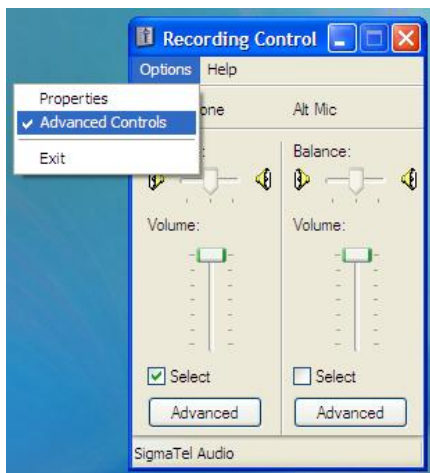 Recording Control
Options Help
Properties
Advanced Controls
Exit
one Alt Mic
: Balance:
Volume: Volume:
Select Select
Advanced Advanced
SigmaTel Audio